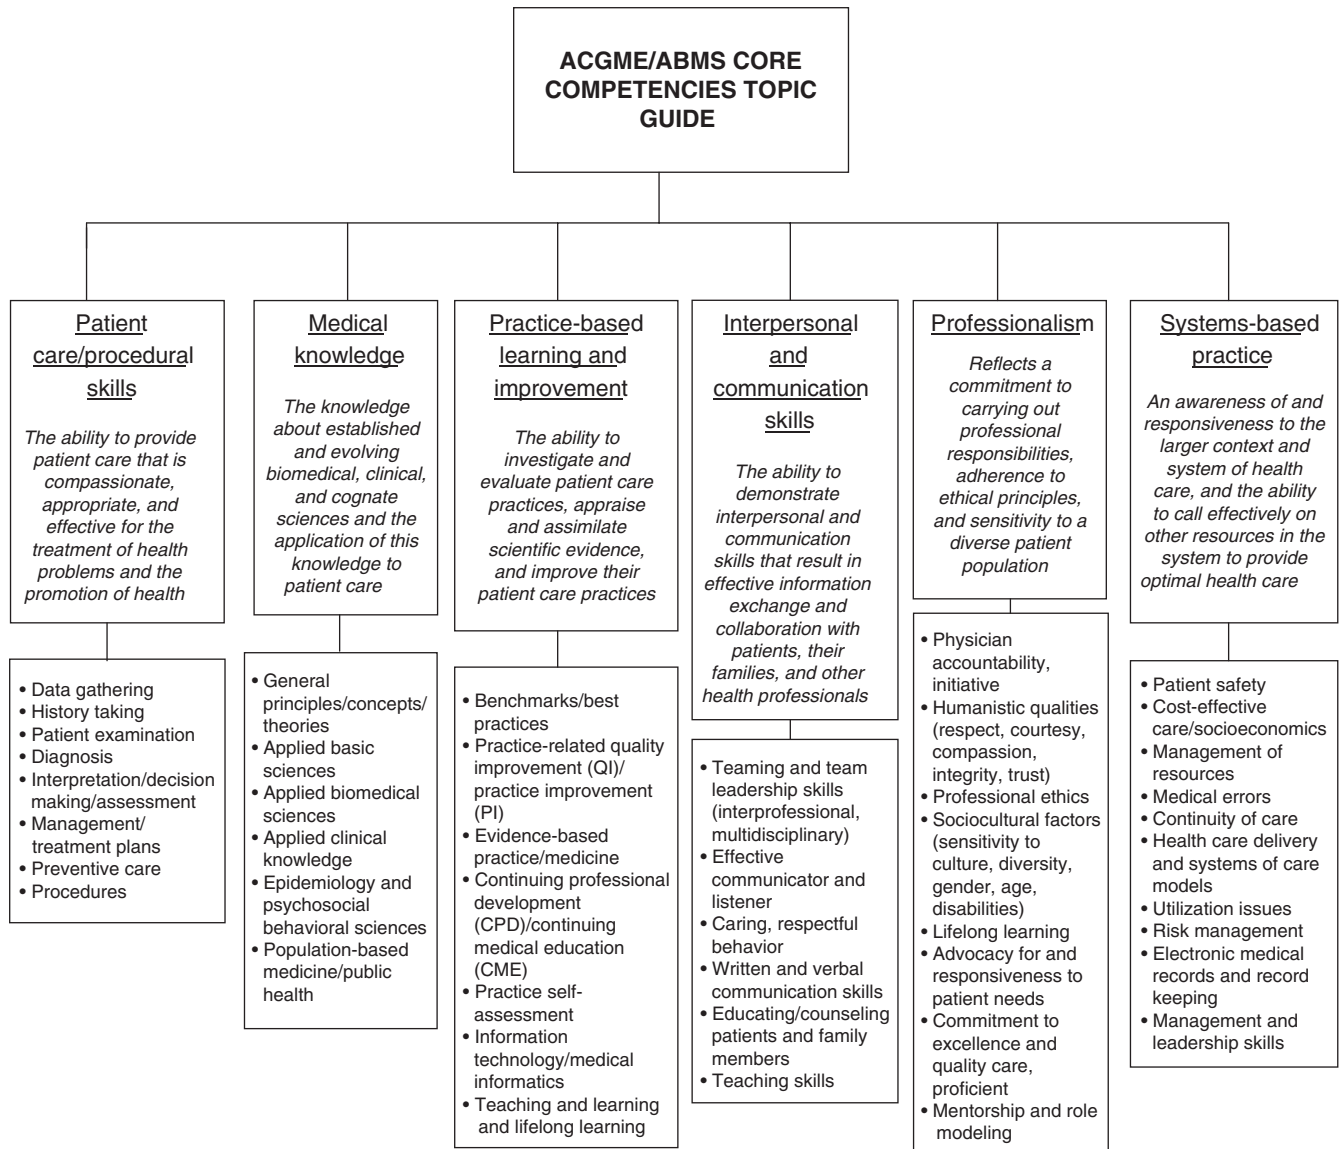 ACGME/ABMS CORE
COMPETENCIES TOPIC
GUIDE
Patient
care/procedural
skills
The ability to provide
patient care that is
compassionate,
appropriate, and
effective for the
treatment of health
problems and the
promotion of health
• Data gathering
• History taking
• Patient examination
• Diagnosis
• Interpretation/decision
making/assessment
• Management/
treatment plans
• Preventive care
• Procedures
Medical
knowledge
The knowledge
about established
and evolving
biomedical, clinical,
and cognate
sciences and the
application of this
knowledge to
patient care
• General
principles/concepts/
theories
• Applied basic
sciences
• Applied biomedical
sciences
• Applied clinical
knowledge
• Epidemiology and
psychosocial
behavioral sciences
• Population-based
medicine/public
health
Practice-based
learning and
improvement
The ability to
investigate and
evaluate patient care
practices, appraise
and assimilate
scientific evidence,
and improve their
patient care practices
• Benchmarks/best
practices
• Practice-related quality
improvement (QI)/
practice improvement
(PI)
• Evidence-based
practice/medicine
• Continuing professional
development
(CPD)/continuing
medical education
(CME)
• Practice self-
assessment
• Information
technology/medical
informatics
• Teaching and learning
and lifelong learning
Interpersonal
and
communication
skills
The ability to
demonstrate
interpersonal and
communication
skills that result in
effective information
exchange and
collaboration with
patients, their
families, and other
health professionals
• Teaming and team
leadership skills
(interprofessional,
multidisciplinary)
• Effective
communicator and
listener
• Caring, respectful
behavior
• Written and verbal
communication skills
• Educating/counseling
patients and family
members
• Teaching skills
Professionalism
Reflects a
commitment to
carrying out
professional
responsibilities,
adherence to
ethical principles,
and sensitivity to a
diverse patient
population
• Physician
accountability,
initiative
• Humanistic qualities
(respect, courtesy,
compassion,
integrity, trust)
• Professional ethics
• Sociocultural factors
(sensitivity to
culture, diversity,
gender, age,
disabilities)
• Lifelong learning
• Advocacy for and
responsiveness to
patient needs
• Commitment to
excellence and
quality care,
proficient
• Mentorship and role
modeling
Systems-based
practice
An awareness of and
responsiveness to the
larger context and
system of health
care, and the ability
to call effectively on
other resources in the
system to provide
optimal health care
• Patient safety
• Cost-effective
care/socioeconomics
• Management of
resources
• Medical errors
• Continuity of care
• Health care delivery
and systems of care
models
• Utilization issues
• Risk management
• Electronic medical
records and record
keeping
• Management and
leadership skills